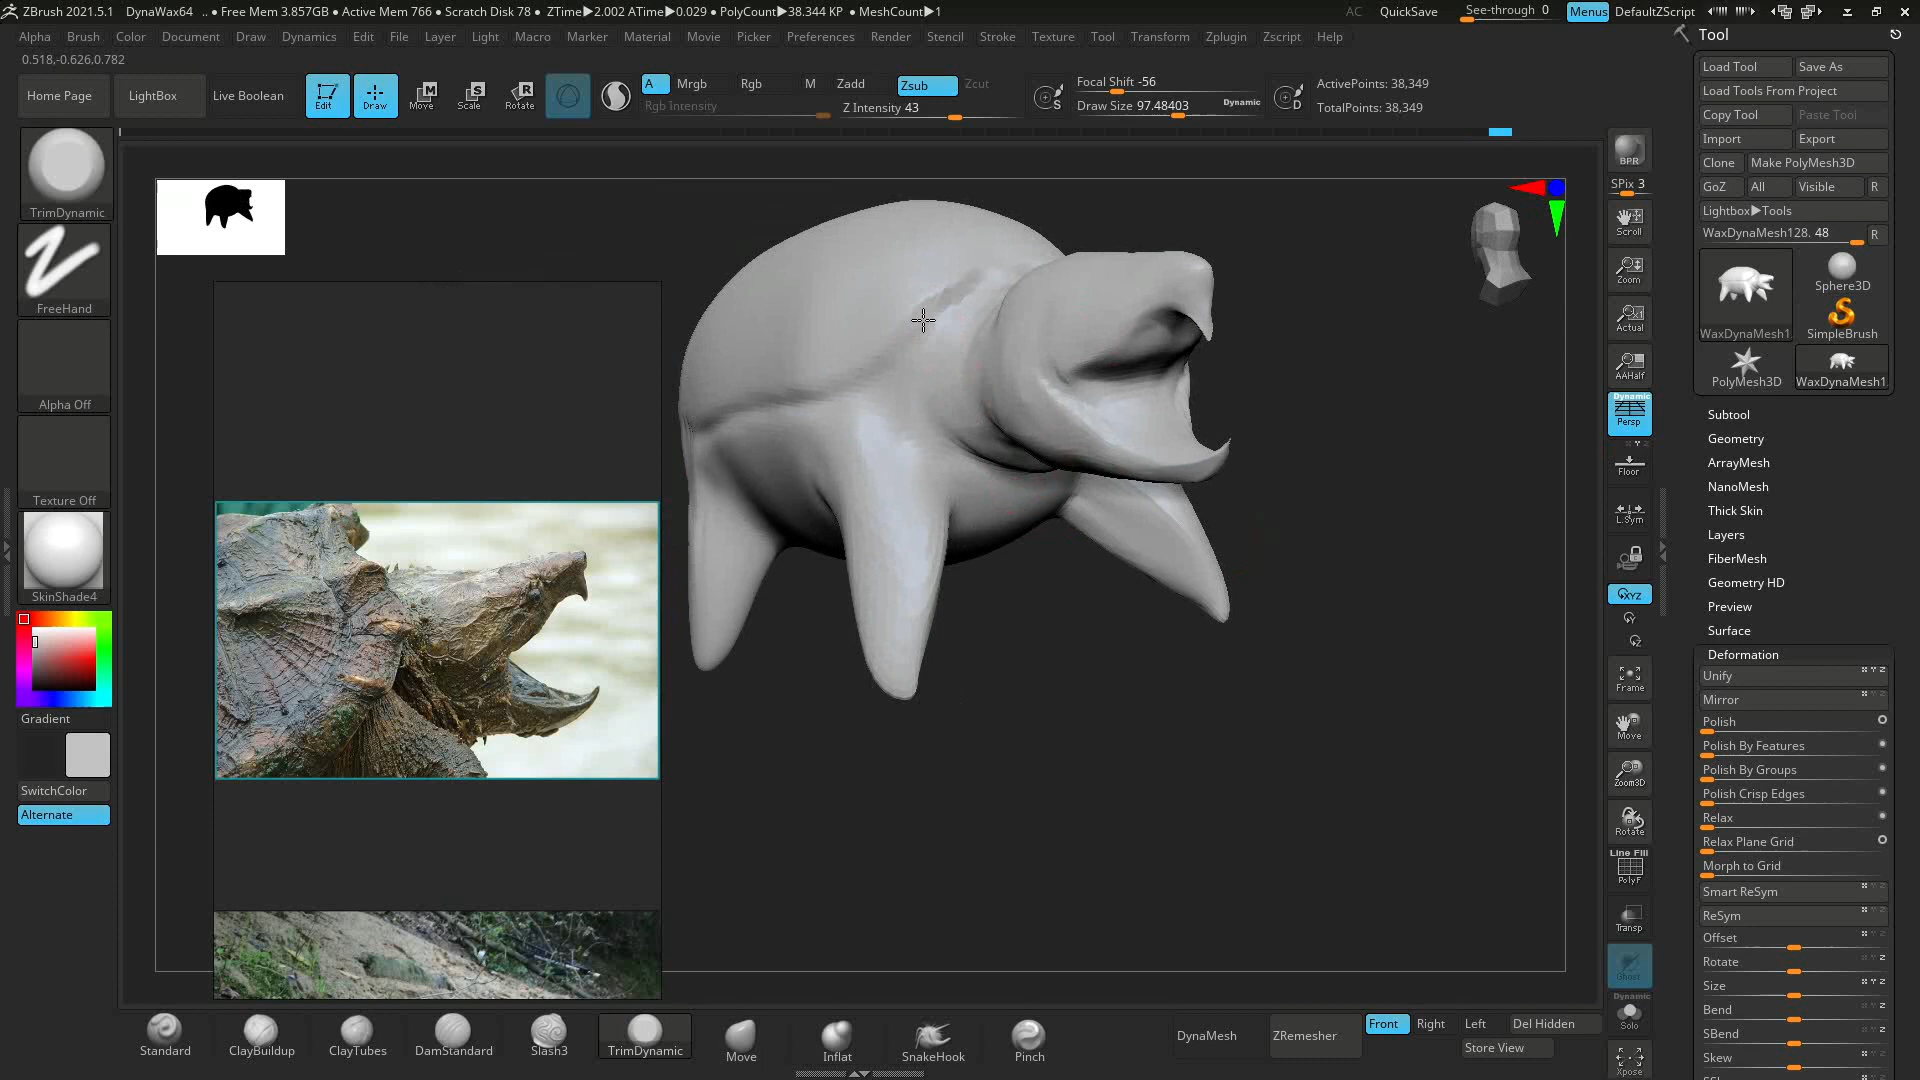 ZBrush 2021.5.1 DynaWax64 .. ● Free Mem 3.857GB ● Active Mem 766 ● Scratch Disk 78 ● ZTime▶2.002 ATime▶0.029 ● PolyCount▶38.344 KP ● MeshCount▶1 AC QuickSave See-through 0 Menus DefaultZScript
Alpha Brush Color Document Draw Dynamics Edit File Layer Light Macro Marker Material Movie Picker Preferences Render Stencil Stroke Texture Tool Transform Zplugin Zscript Help
0.518,-0.626,0.782
Home Page LightBox Live Boolean Edit Draw Move Scale Rotate A Mrgb Rgb M Zadd Zsub Zcut
Rgb Intensity Z Intensity 43
S Focal Shift -56
Draw Size 97.48403 Dynamic D
ActivePoints: 38,349
TotalPoints: 38,349
TrimDynamic
FreeHand
Alpha Off
Texture Off
SkinShade4
Gradient
SwitchColor
Alternate
BPR
SPix 3
Scroll
Zoom
Actual
AAHalf
Dynamic
Persp
Floor
L.Sym
XYZ
Y
Z
Frame
Move
Zoom3D
Rotate
Line Fill
PolyF
Transp
Ghost
Dynamic
Solo
Xpose
Tool
Load Tool Save As
Load Tools From Project
Copy Tool Paste Tool
Import Export
Clone Make PolyMesh3D
GoZ All Visible R
Lightbox▶Tools
WaxDynaMesh128. 48 R
WaxDynaMesh1
Sphere3D
SimpleBrush
PolyMesh3D
WaxDynaMesh1
Subtool
Geometry
ArrayMesh
NanoMesh
Thick Skin
Layers
FiberMesh
Geometry HD
Preview
Surface
Deformation
Unify
Mirror
Polish
Polish By Features
Polish By Groups
Polish Crisp Edges
Relax
Relax Plane Grid
Morph to Grid
Smart ReSym
ReSym
Offset
Rotate
Size
Bend
SBend
Skew
Standard ClayBuildup ClayTubes DamStandard Slash3 TrimDynamic Move Inflat SnakeHook Pinch
DynaMesh ZRemesher Front Right Left Del Hidden
Store View